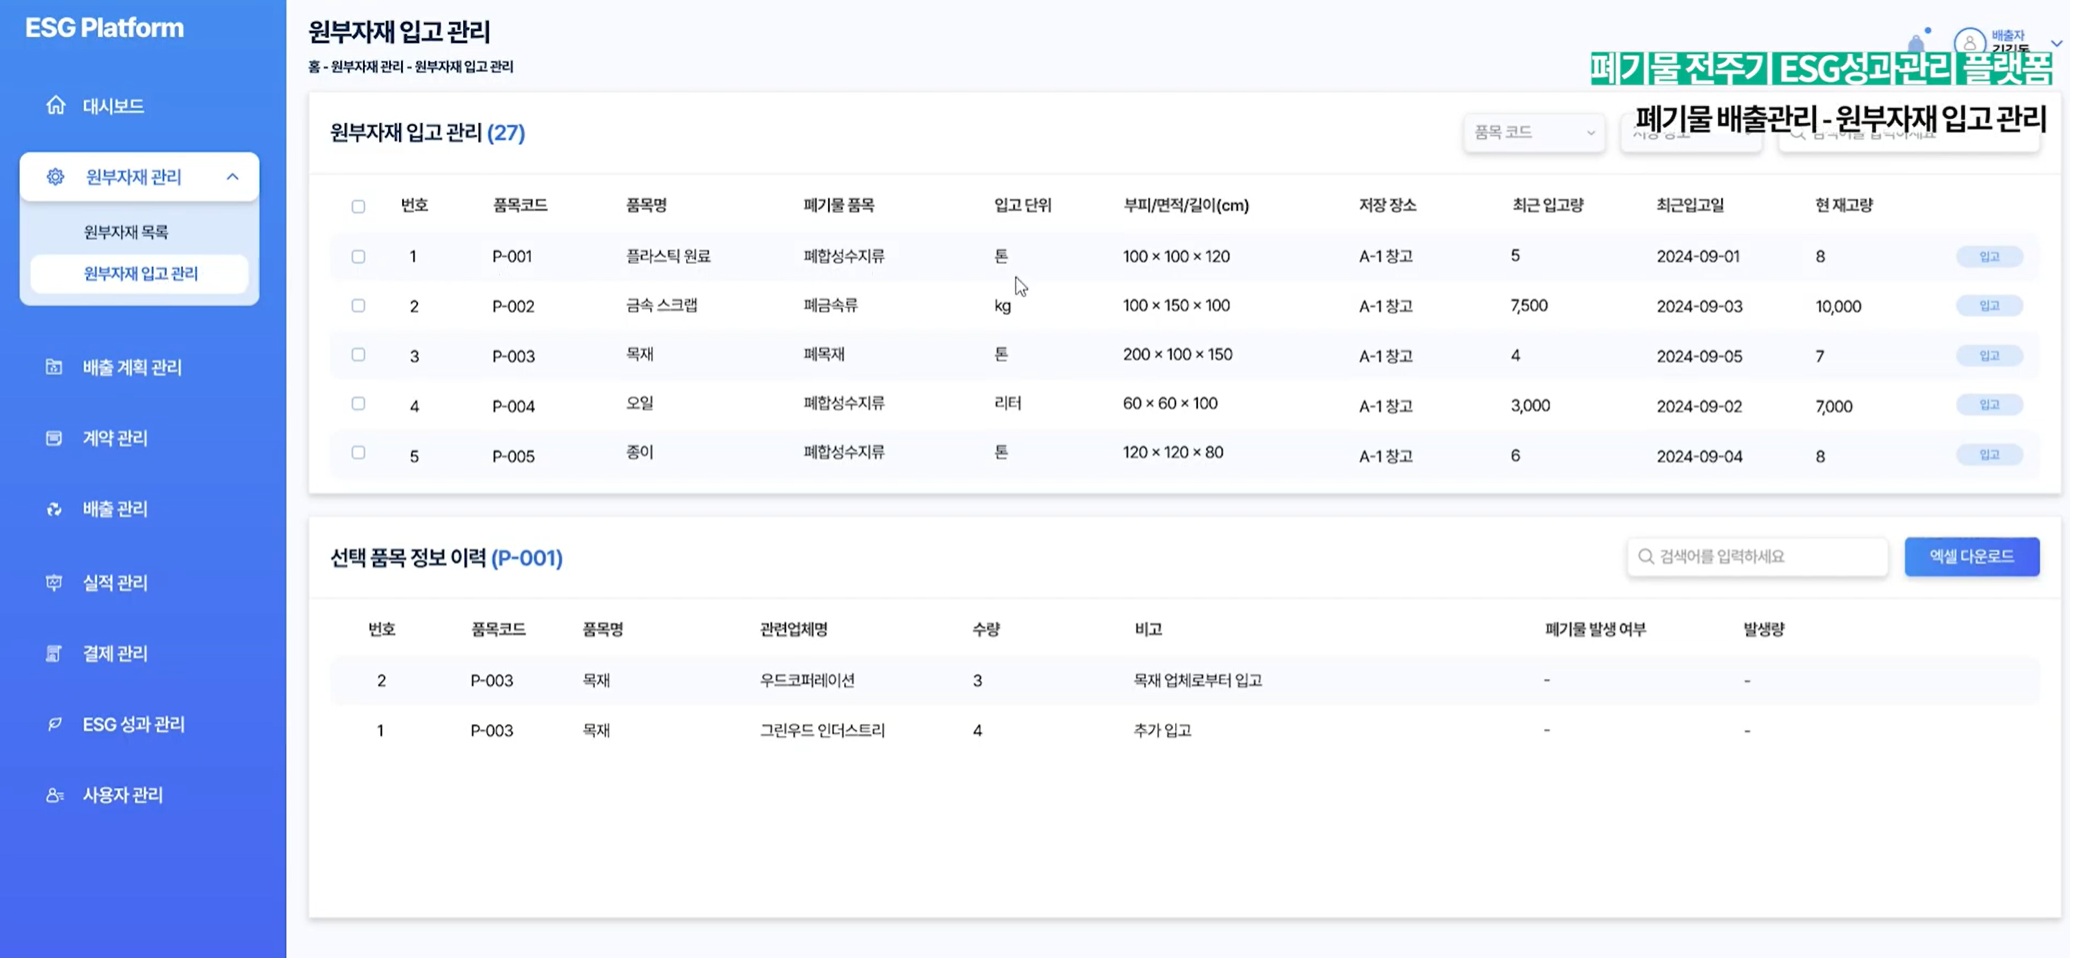 ESG Platform
대시보드
원부자재 관리
원부자재 목록
원부자재 입고 관리
배출 계획 관리
계약 관리
배출 관리
실적 관리
결제 관리
ESG 성과 관리
사용자 관리
원부자재 입고 관리
홈 - 원부자재 관리 - 원부자재 입고 관리
배출자
폐기물 전주기 ESG성과관리 플랫폼
폐기물 배출관리 - 원부자재 입고 관리
원부자재 입고 관리 (27)
품목 코드
번호 품목코드 품목명 폐기물 품목 입고 단위 부피/면적/길이(cm) 저장 장소 최근 입고량 최근입고일 현 재고량
1 P-001 플라스틱 원료 폐합성수지류 톤 100 × 100 × 120 A-1 창고 5 2024-09-01 8 입고
2 P-002 금속 스크랩 폐금속류 kg 100 × 150 × 100 A-1 창고 7,500 2024-09-03 10,000 입고
3 P-003 목재 폐목재 톤 200 × 100 × 150 A-1 창고 4 2024-09-05 7 입고
4 P-004 오일 폐합성수지류 리터 60 × 60 × 100 A-1 창고 3,000 2024-09-02 7,000 입고
5 P-005 종이 폐합성수지류 톤 120 × 120 × 80 A-1 창고 6 2024-09-04 8 입고
선택 품목 정보 이력 (P-001)
검색어를 입력하세요
엑셀 다운로드
번호 품목코드 품목명 관련업체명 수량 비고 폐기물 발생 여부 발생량
2 P-003 목재 우드코퍼레이션 3 목재 업체로부터 입고 - -
1 P-003 목재 그린우드 인더스트리 4 추가 입고 - -